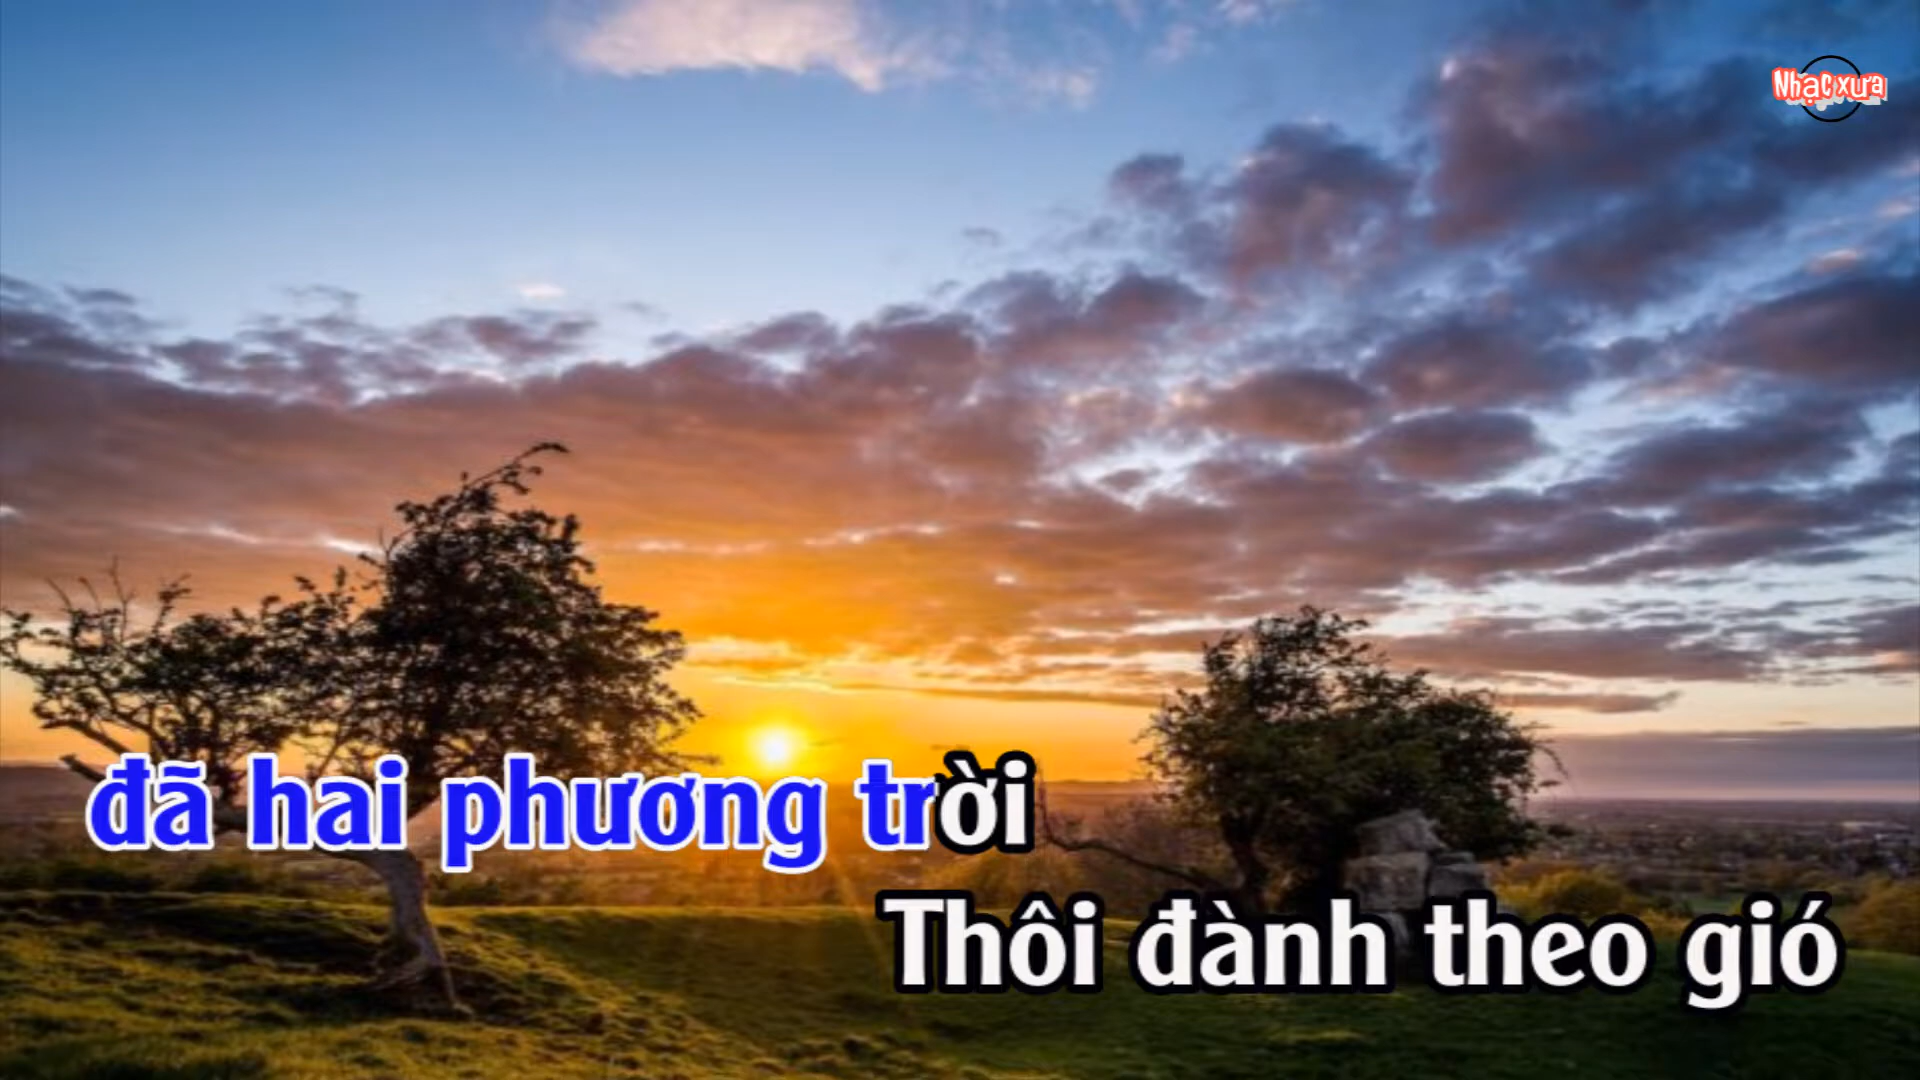 Nhạc xưa
đã hai phương trời
Thôi đành theo gió